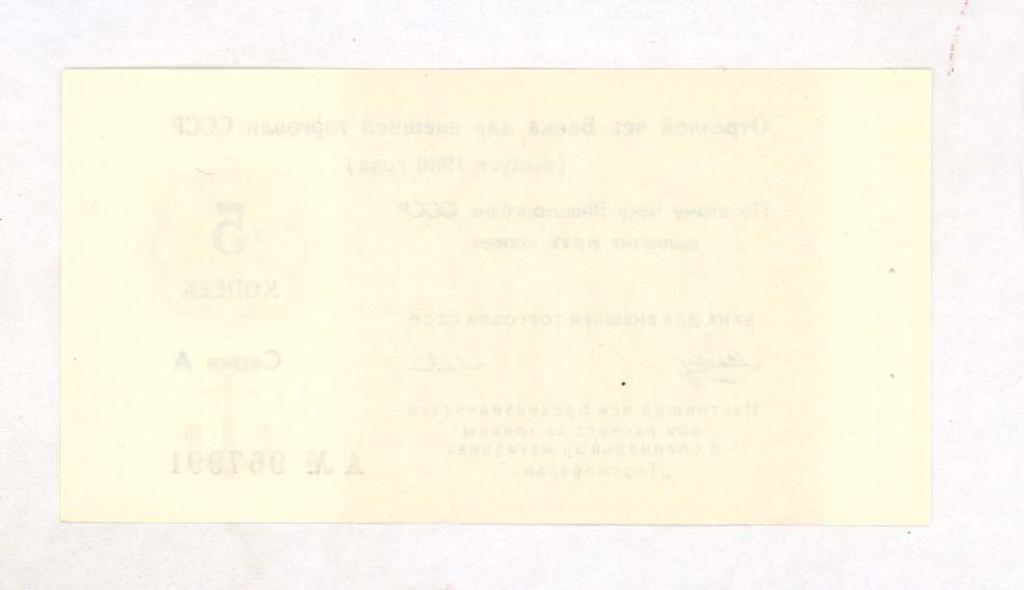 Отрезной чек Банка для внешней торговли СССР
(выпуск 1980 года)
По этому чеку Внешторгбанк СССР
выплатит пять копеек
5
КОПЕЕК
БАНК ДЛЯ ВНЕШНЕЙ ТОРГОВЛИ СССР
Серия А
Настоящий чек предназначается
для расчета за товары
в специальных магазинах
„Торгмортранс".
А № 967991